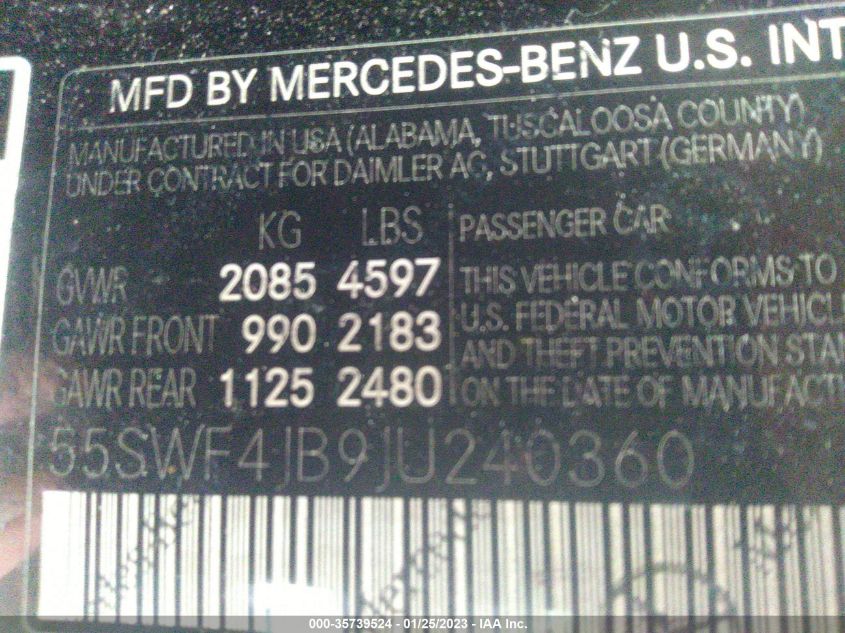 MFD BY MERCEDES-BENZ U.S. INT
MANUFACTURED IN USA (ALABAMA, TUSCALOOSA COUNTY)
UNDER CONTRACT FOR DAIMLER AG, STUTTGART (GERMANY)
KG LBS
GVWR 2085 4597
GAWR FRONT 990 2183
GAWR REAR 1125 2480
PASSENGER CAR
THIS VEHICLE CONFORMS TO
U.S. FEDERAL MOTOR VEHICLE
AND THEFT PREVENTION STA
ON THE DATE OF MANUFACT
55SWF4JB9JU240360
000-35739524 - 01/25/2023 - IAA Inc.